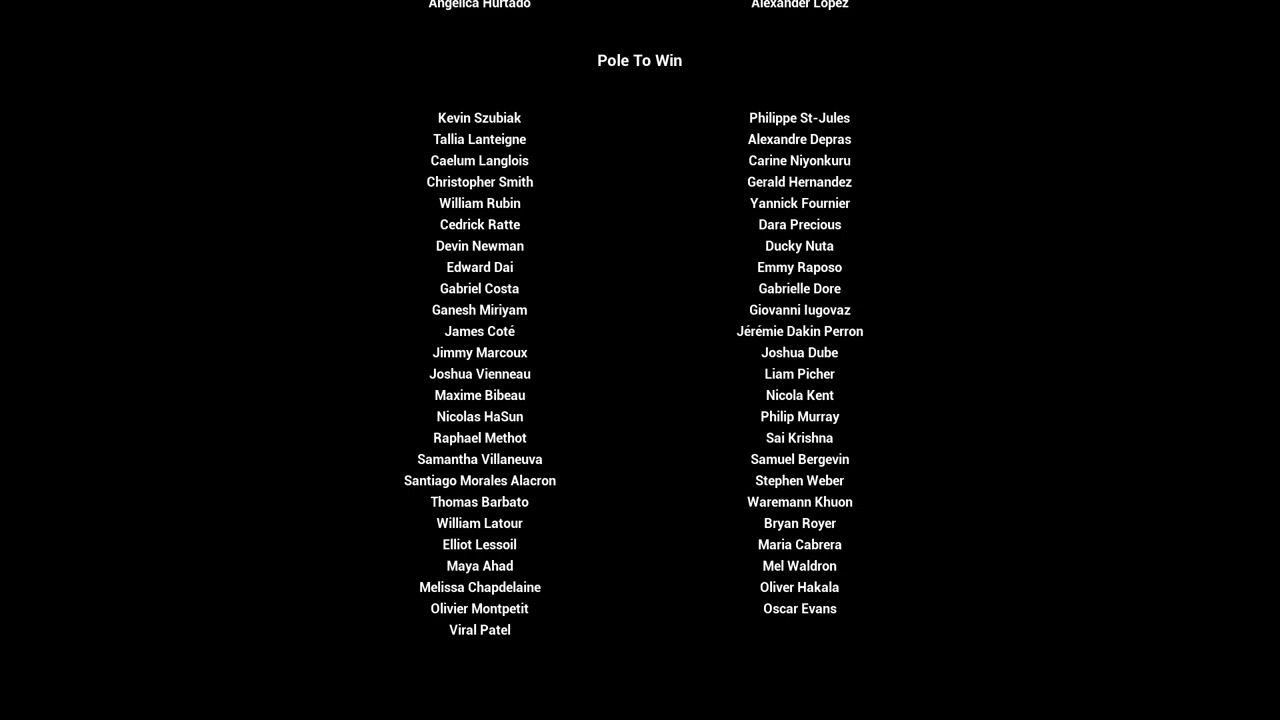 Angelica Hurtado
Alexander Lopez
Pole To Win
Kevin Szubiak
Philippe St-Jules
Tallia Lanteigne
Alexandre Depras
Caelum Langlois
Carine Niyonkuru
Christopher Smith
Gerald Hernandez
William Rubin
Yannick Fournier
Cedrick Ratte
Dara Precious
Devin Newman
Ducky Nuta
Edward Dai
Emmy Raposo
Gabriel Costa
Gabrielle Dore
Ganesh Miriyam
Giovanni Iugovaz
James Coté
Jérémie Dakin Perron
Jimmy Marcoux
Joshua Dube
Joshua Vienneau
Liam Picher
Maxime Bibeau
Nicola Kent
Nicolas HaSun
Philip Murray
Raphael Methot
Sai Krishna
Samantha Villaneuva
Samuel Bergevin
Santiago Morales Alacron
Stephen Weber
Thomas Barbato
Waremann Khuon
William Latour
Bryan Royer
Elliot Lessoil
Maria Cabrera
Maya Ahad
Mel Waldron
Melissa Chapdelaine
Oliver Hakala
Olivier Montpetit
Oscar Evans
Viral Patel